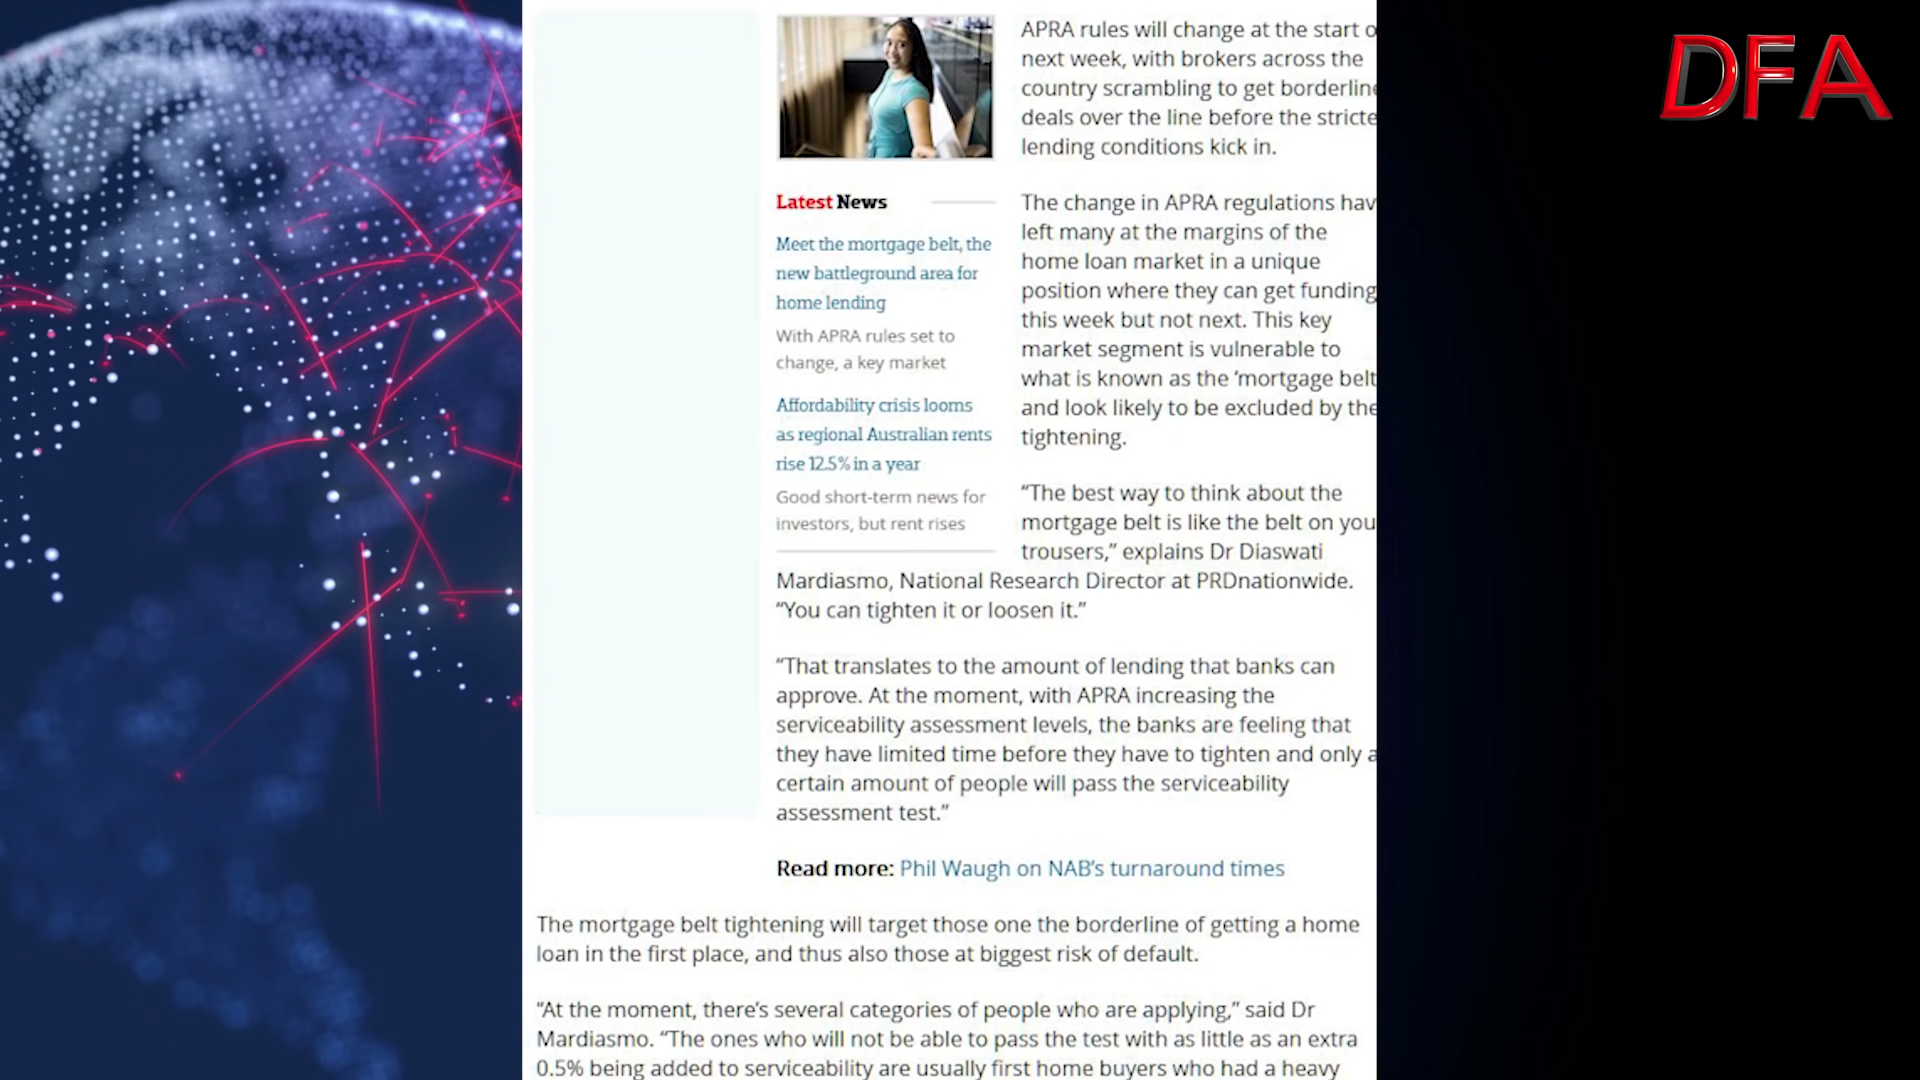 DFA
APRA rules will change at the start
next week, with brokers across the
country scrambling to get borderline
deals over the line before the
lending conditions kick in.
Latest News
Meet the mortgage belt, the
new battleground area for
home lending
With APRA rules set to
change, a key market
Affordability crisis looms
as regional Australian rents
rise 12.5% in a year
Good short-term news for
investors, but rent rises
The change in APRA regulations hav
left many at the margins of the
home loan market in a unique
position where they can get funding
this week but not next. This key
market segment is vulnerable to
what is known as the ‘mortgage belt
and look likely to be excluded by the
tightening.
“The best way to think about the
mortgage belt is like the belt on you
trousers,” explains Dr Diaswati
Mardiasmo, National Research Director at PRDnationwide.
“You can tighten it or loosen it.”
“That translates to the amount of lending that banks can
approve. At the moment, with APRA increasing the
serviceability assessment levels, the banks are feeling that
they have limited time before they have to tighten and only a
certain amount of people will pass the serviceability
assessment test.”
Read more: Phil Waugh on NAB’s turnaround times
The mortgage belt tightening will target those one the borderline of getting a home
loan in the first place, and thus also those at biggest risk of default.
“At the moment, there’s several categories of people who are applying,” said Dr
Mardiasmo. “The ones who will not be able to pass the test with as little as an extra
0.5% being added to serviceability are usually first home buyers who had a heavy